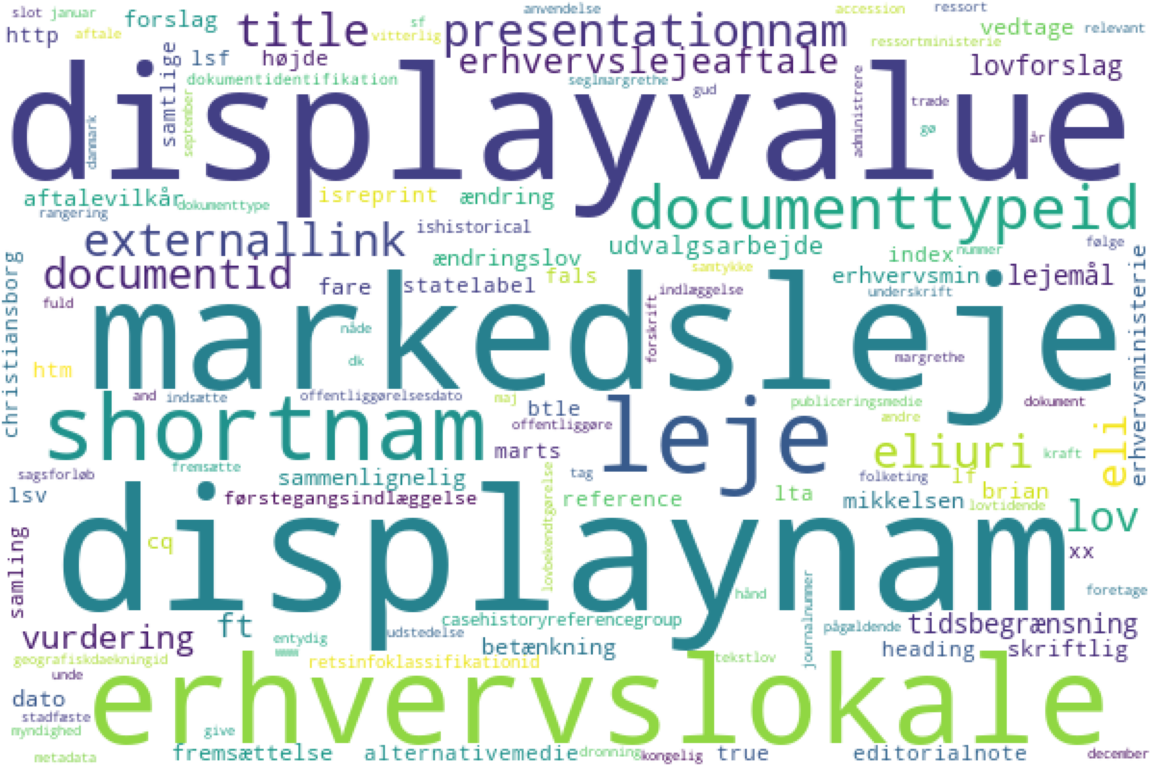 slot januar forslag title sf vitterlig anvendelse presentationnam accession ressort vedtage relevant
http aftale samtlige lsf højde erhvervslejeaftale ressortministerie lovforslag
dokumentidentifikation seglmargrethe gud administrere træde
displayvalue
danmark september gø år
aftalevilkår dokumenttype isreprint ændring documenttypeid
rangering externallink ishistorical udvalgsarbejde index nummer følge
christiansborg documentid ændringslov fals samtykke erhvervsmin lejemål
fuld fare statelabel forskrift indlæggelse underskrift erhvervsministerie
markedsleje
nåde dk margrethe
htm and indsætte offentliggørelsesdato maj btle publiceringsmedie ændre dokument
shortnam offentliggøre leje eliuri kraft eli
sagsforløb fremsætte marts tag folketing lf
lsv sammenlignelig lovbekendtgørelse reference lta mikkelsen brian lovtidende lov
førstegangsindlæggelse
displaynam
samling cq hånd journalnummer xx foretage
vurdering ft entydig udstedelse casehistoryreferencegroup pågældende tidsbegrænsning
www betænkning heading skriftlig
geografiskdaekningid retsinfoklassifikationid tekstlov
unde
dato erhvervslokale
stadfæste
myndighed give
metadata fremsættelse alternativemedie dronning kongelig true editorialnote december